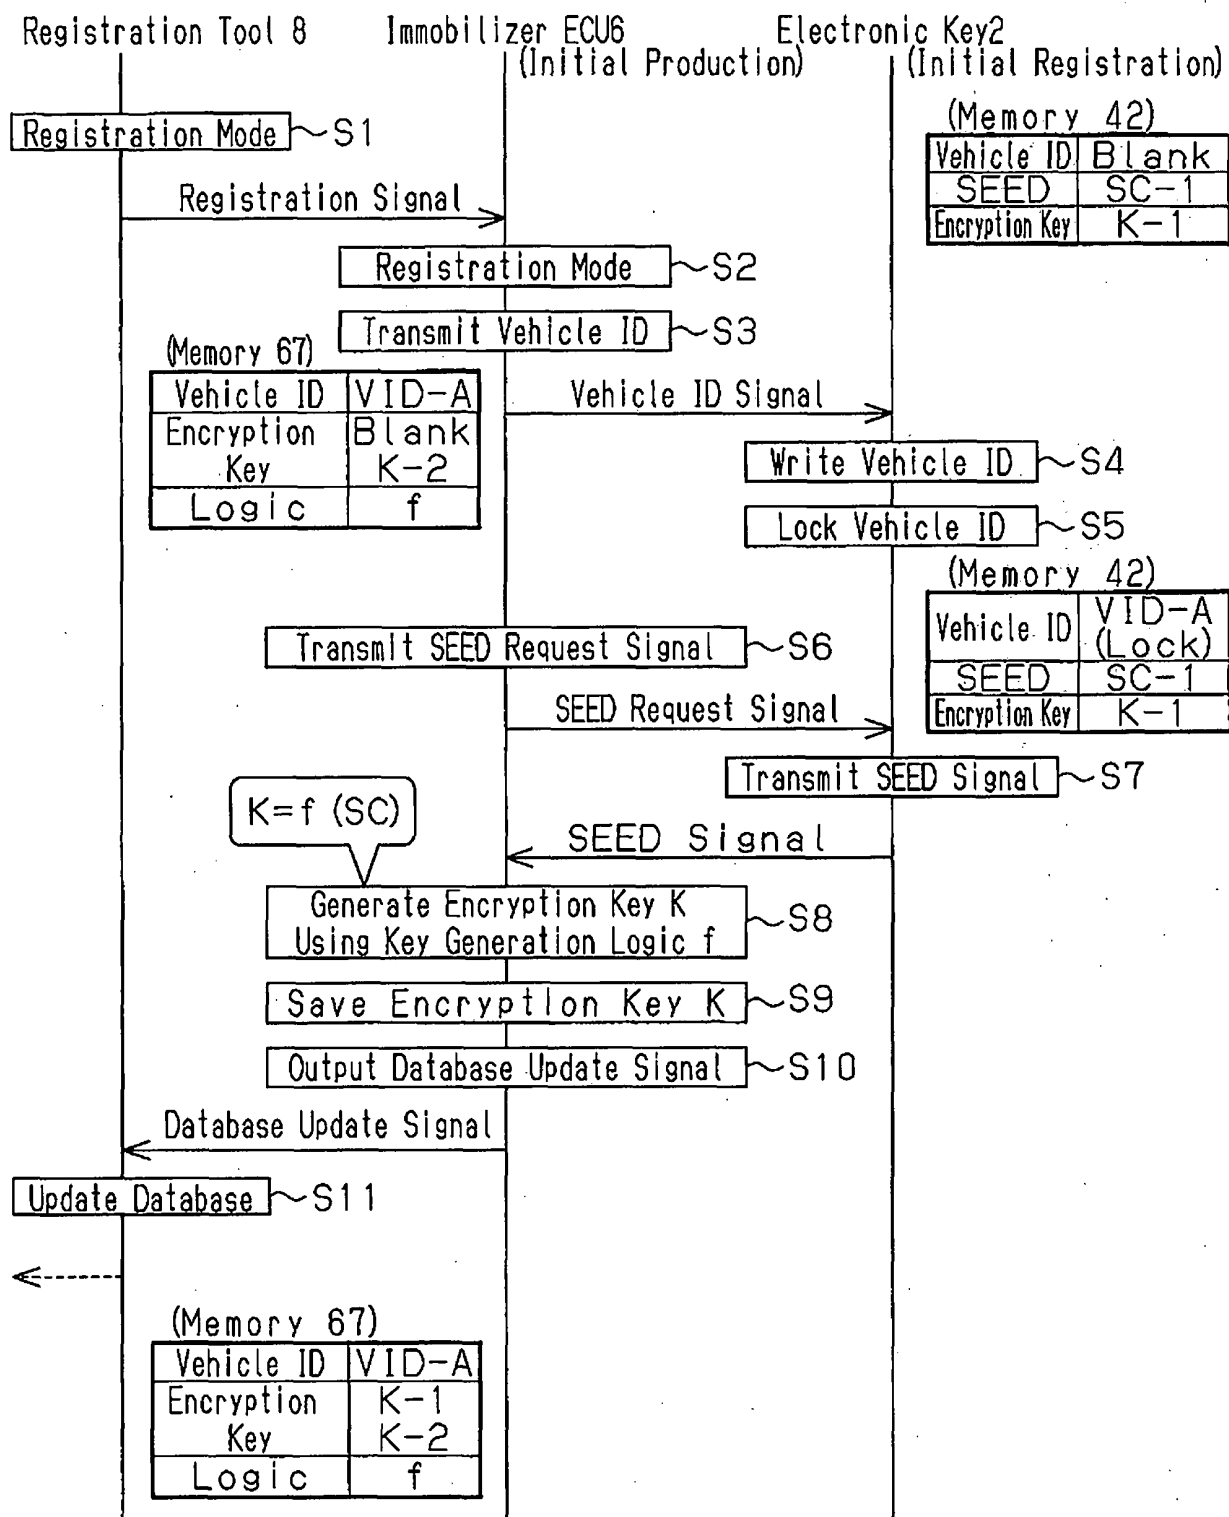 Registration Tool 8
Immobilizer ECU6
(Initial Production)
Electronic Key2
(Initial Registration)
Registration Mode
S1
(Memory 42)
Vehicle ID Blank
SEED SC-1
Encryption Key K-1
Registration Signal
Registration Mode
S2
Transmit Vehicle ID
S3
(Memory 67)
Vehicle ID VID-A
Encryption Blank
Key K-2
Logic f
Vehicle ID Signal
Write Vehicle ID
S4
Lock Vehicle ID
S5
(Memory 42)
Vehicle ID VID-A
(Lock)
SEED SC-1
Encryption Key K-1
Transmit SEED Request Signal
S6
SEED Request Signal
Transmit SEED Signal
S7
K=f (SC)
SEED Signal
Generate Encryption Key K
Using Key Generation Logic f
S8
Save Encryption Key K
S9
Output Database Update Signal
S10
Database Update Signal
Update Database
S11
(Memory 67)
Vehicle ID VID-A
Encryption K-1
Key K-2
Logic f